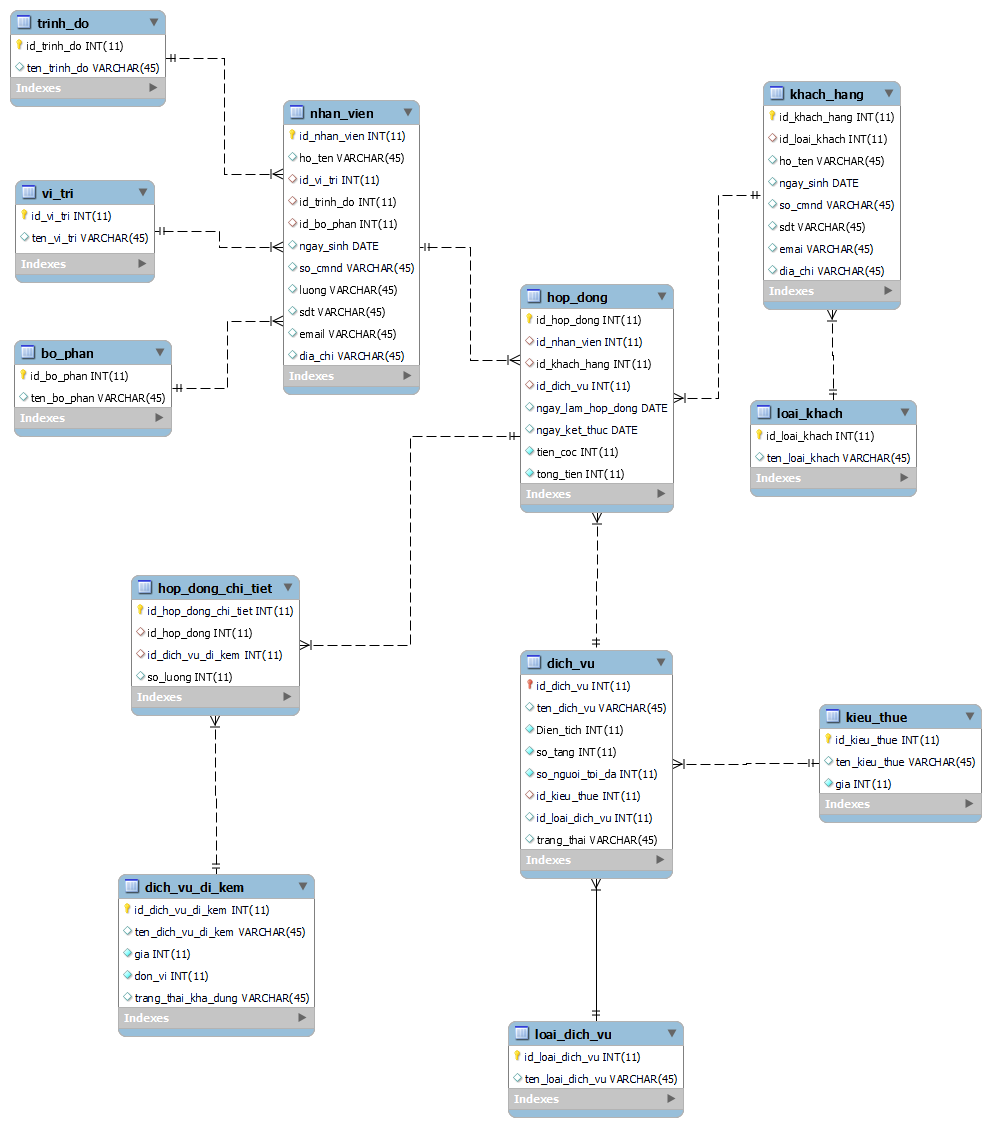 trinh_do
id_trinh_do INT(11)
ten_trinh_do VARCHAR(45)
Indexes
vi_tri
id_vi_tri INT(11)
ten_vi_tri VARCHAR(45)
Indexes
bo_phan
id_bo_phan INT(11)
ten_bo_phan VARCHAR(45)
Indexes
nhan_vien
id_nhan_vien INT(11)
ho_ten VARCHAR(45)
id_vi_tri INT(11)
id_trinh_do INT(11)
id_bo_phan INT(11)
ngay_sinh DATE
so_cmnd VARCHAR(45)
luong VARCHAR(45)
sdt VARCHAR(45)
email VARCHAR(45)
dia_chi VARCHAR(45)
Indexes
khach_hang
id_khach_hang INT(11)
id_loai_khach INT(11)
ho_ten VARCHAR(45)
ngay_sinh DATE
so_cmnd VARCHAR(45)
sdt VARCHAR(45)
emai VARCHAR(45)
dia_chi VARCHAR(45)
Indexes
hop_dong
id_hop_dong INT(11)
id_nhan_vien INT(11)
id_khach_hang INT(11)
id_dich_vu INT(11)
ngay_lam_hop_dong DATE
ngay_ket_thuc DATE
tien_coc INT(11)
tong_tien INT(11)
Indexes
loai_khach
id_loai_khach INT(11)
ten_loai_khach VARCHAR(45)
Indexes
hop_dong_chi_tiet
id_hop_dong_chi_tiet INT(11)
id_hop_dong INT(11)
id_dich_vu_di_kem INT(11)
so_luong INT(11)
Indexes
dich_vu
id_dich_vu INT(11)
ten_dich_vu VARCHAR(45)
Dien_tich INT(11)
so_tang INT(11)
so_nguoi_toi_da INT(11)
id_kieu_thue INT(11)
id_loai_dich_vu INT(11)
trang_thai VARCHAR(45)
Indexes
kieu_thue
id_kieu_thue INT(11)
ten_kieu_thue VARCHAR(45)
gia INT(11)
Indexes
dich_vu_di_kem
id_dich_vu_di_kem INT(11)
ten_dich_vu_di_kem VARCHAR(45)
gia INT(11)
don_vi INT(11)
trang_thai_kha_dung VARCHAR(45)
Indexes
loai_dich_vu
id_loai_dich_vu INT(11)
ten_loai_dich_vu VARCHAR(45)
Indexes